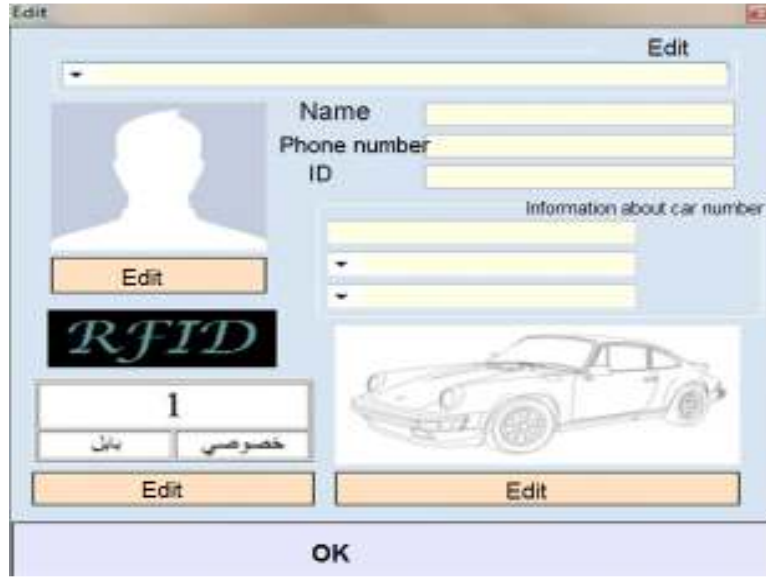 Edit
Edit
Name
Phone number
ID
Information about car number
Edit
RFID
1
بابل خصوصي
Edit
Edit
OK